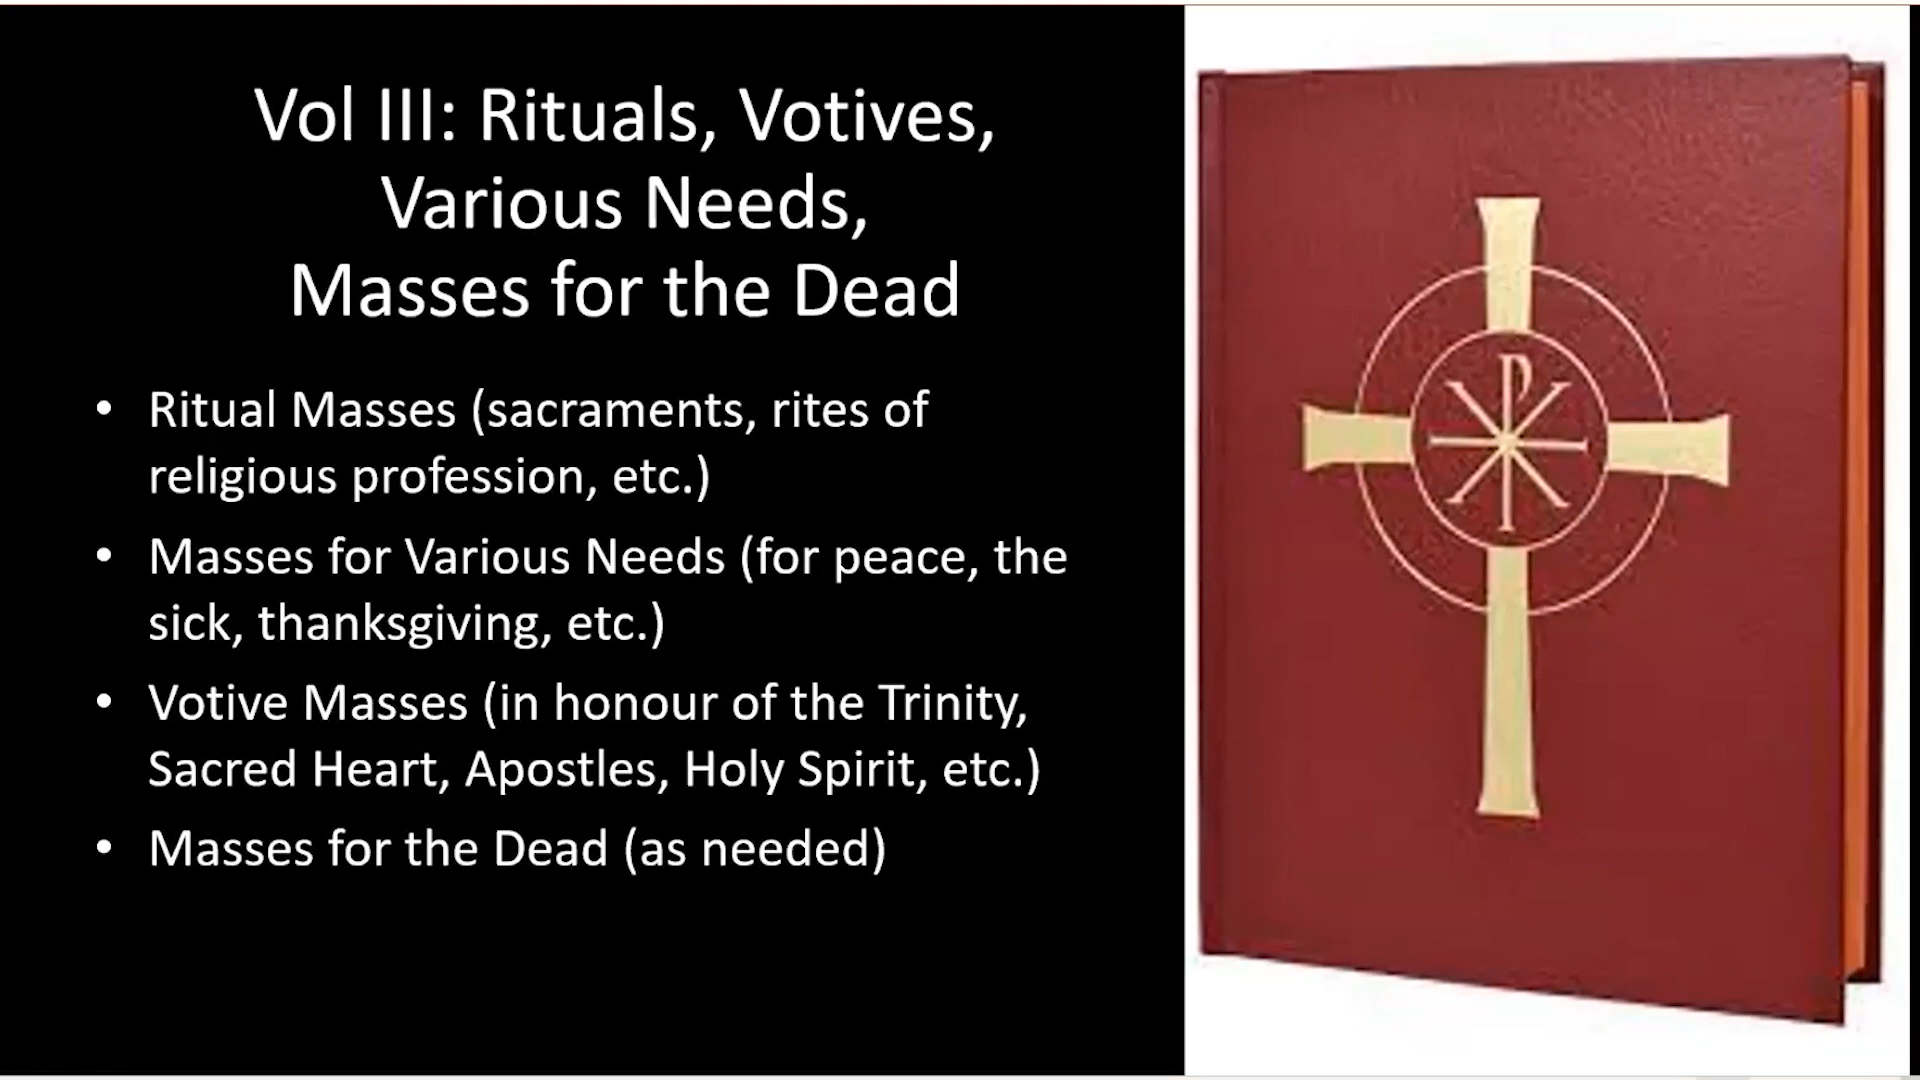 Vol III: Rituals, Votives,
Various Needs,
Masses for the Dead
• Ritual Masses (sacraments, rites of
religious profession, etc.)
• Masses for Various Needs (for peace, the
sick, thanksgiving, etc.)
• Votive Masses (in honour of the Trinity,
Sacred Heart, Apostles, Holy Spirit, etc.)
• Masses for the Dead (as needed)